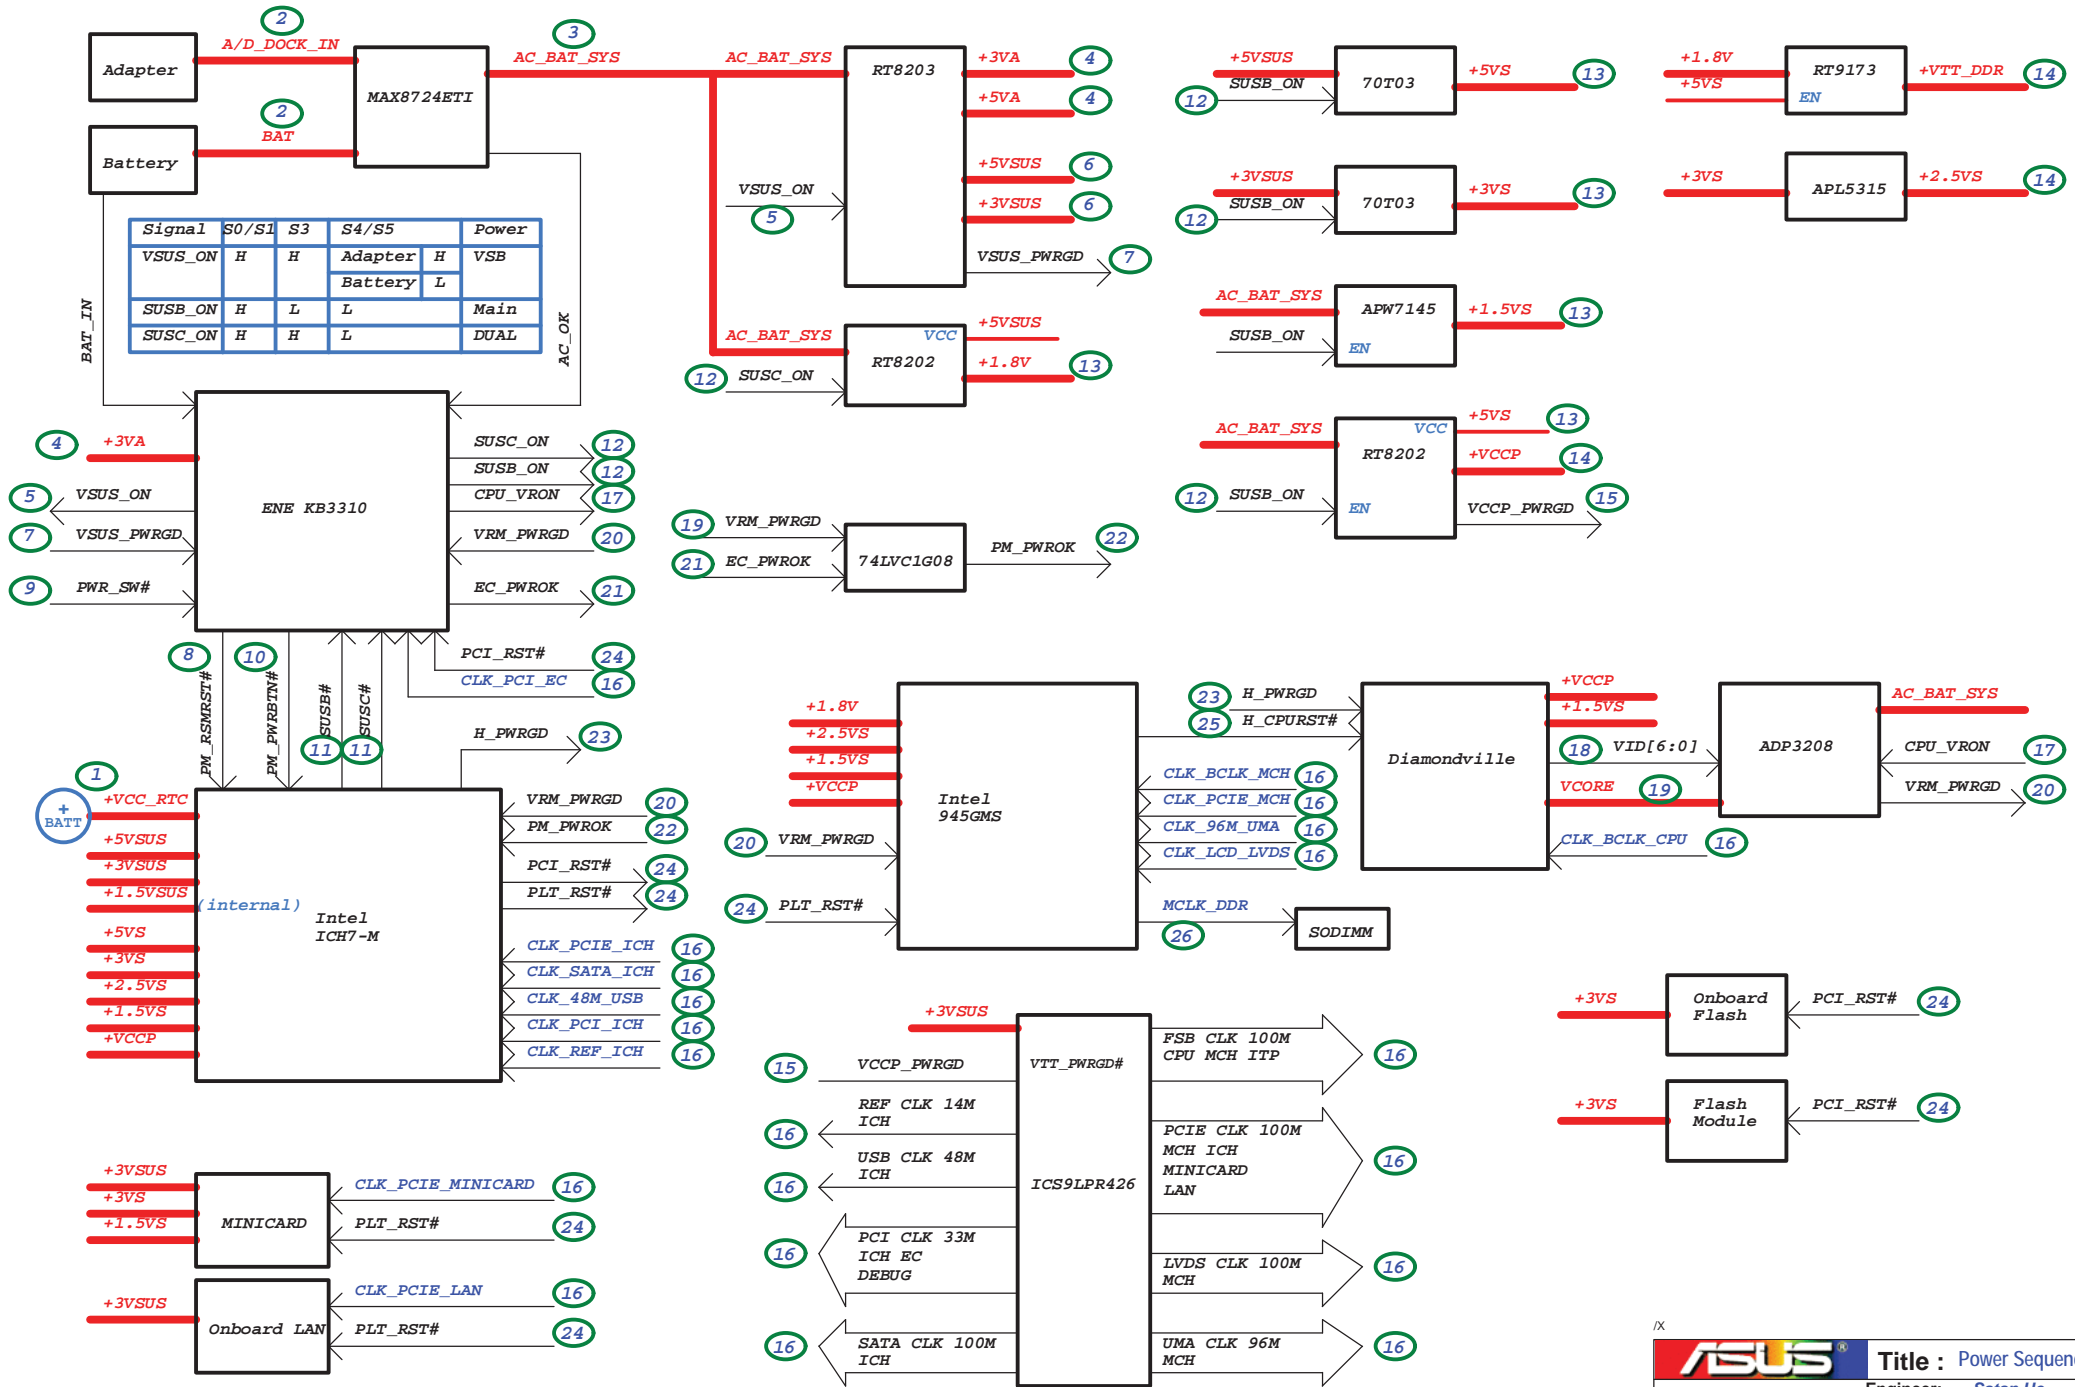 2
A/D_DOCK_IN
Adapter
2
BAT
Battery
MAX8724ETI
3
AC_BAT_SYS
AC_BAT_SYS
RT8203
+3VA
4
+5VA
4
+5VSUS
6
+3VSUS
6
VSUS_ON
5
VSUS_PWRGD
7
AC_BAT_SYS
VCC
+5VSUS
RT8202
+1.8V
13
12
SUSC_ON
+5VSUS
SUSB_ON
12
70T03
+5VS
13
+3VSUS
SUSB_ON
12
70T03
+3VS
13
AC_BAT_SYS
SUSB_ON
APW7145
EN
+1.5VS
13
AC_BAT_SYS
VCC
RT8202
EN
+5VS
13
+VCCP
14
12
SUSB_ON
VCCP_PWRGD
15
+1.8V
+5VS
RT9173
EN
+VTT_DDR
14
+3VS
APL5315
+2.5VS
14
Signal S0/S1 S3 S4/S5 Power
VSUS_ON H H Adapter H VSB
Battery L
SUSB_ON H L L Main
SUSC_ON H H L DUAL
BAT_IN
AC_OK
4
+3VA
5
VSUS_ON
7
VSUS_PWRGD
9
PWR_SW#
ENE KB3310
SUSC_ON
12
SUSB_ON
12
CPU_VRON
17
VRM_PWRGD
20
EC_PWROK
21
PCI_RST#
24
CLK_PCI_EC
16
19
VRM_PWRGD
21
EC_PWROK
74LVC1G08
PM_PWROK
22
8
PM_RSMRST#
10
PM_PWRBTN#
11
SUSB#
11
SUSC#
H_PWRGD
23
1
+
BATT
+VCC_RTC
+5VSUS
+3VSUS
+1.5VSUS
(internal)
+5VS
+3VS
+2.5VS
+1.5VS
+VCCP
Intel
ICH7-M
VRM_PWRGD
20
PM_PWROK
22
PCI_RST#
24
PLT_RST#
24
CLK_PCIE_ICH
16
CLK_SATA_ICH
16
CLK_48M_USB
16
CLK_PCI_ICH
16
CLK_REF_ICH
16
+1.8V
+2.5VS
+1.5VS
+VCCP
20
VRM_PWRGD
24
PLT_RST#
Intel
945GMS
23
H_PWRGD
25
H_CPURST#
CLK_BCLK_MCH
16
CLK_PCIE_MCH
16
CLK_96M_UMA
16
CLK_LCD_LVDS
16
MCLK_DDR
26
SODIMM
Diamondville
+VCCP
+1.5VS
18
VID[6:0]
VCORE
19
CLK_BCLK_CPU
16
ADP3208
AC_BAT_SYS
CPU_VRON
17
VRM_PWRGD
20
+3VSUS
15
VCCP_PWRGD
VTT_PWRGD#
REF CLK 14M
ICH
16
USB CLK 48M
ICH
16
PCI CLK 33M
ICH EC
DEBUG
16
SATA CLK 100M
ICH
16
ICS9LPR426
FSB CLK 100M
CPU MCH ITP
16
PCIE CLK 100M
MCH ICH
MINICARD
LAN
16
LVDS CLK 100M
MCH
16
UMA CLK 96M
MCH
16
+3VS
Onboard
Flash
PCI_RST#
24
+3VS
Flash
Module
PCI_RST#
24
+3VSUS
+3VS
+1.5VS
MINICARD
CLK_PCIE_MINICARD
16
PLT_RST#
24
+3VSUS
Onboard LAN
CLK_PCIE_LAN
16
PLT_RST#
24
/X
ASUS ®
Title : Power Sequen